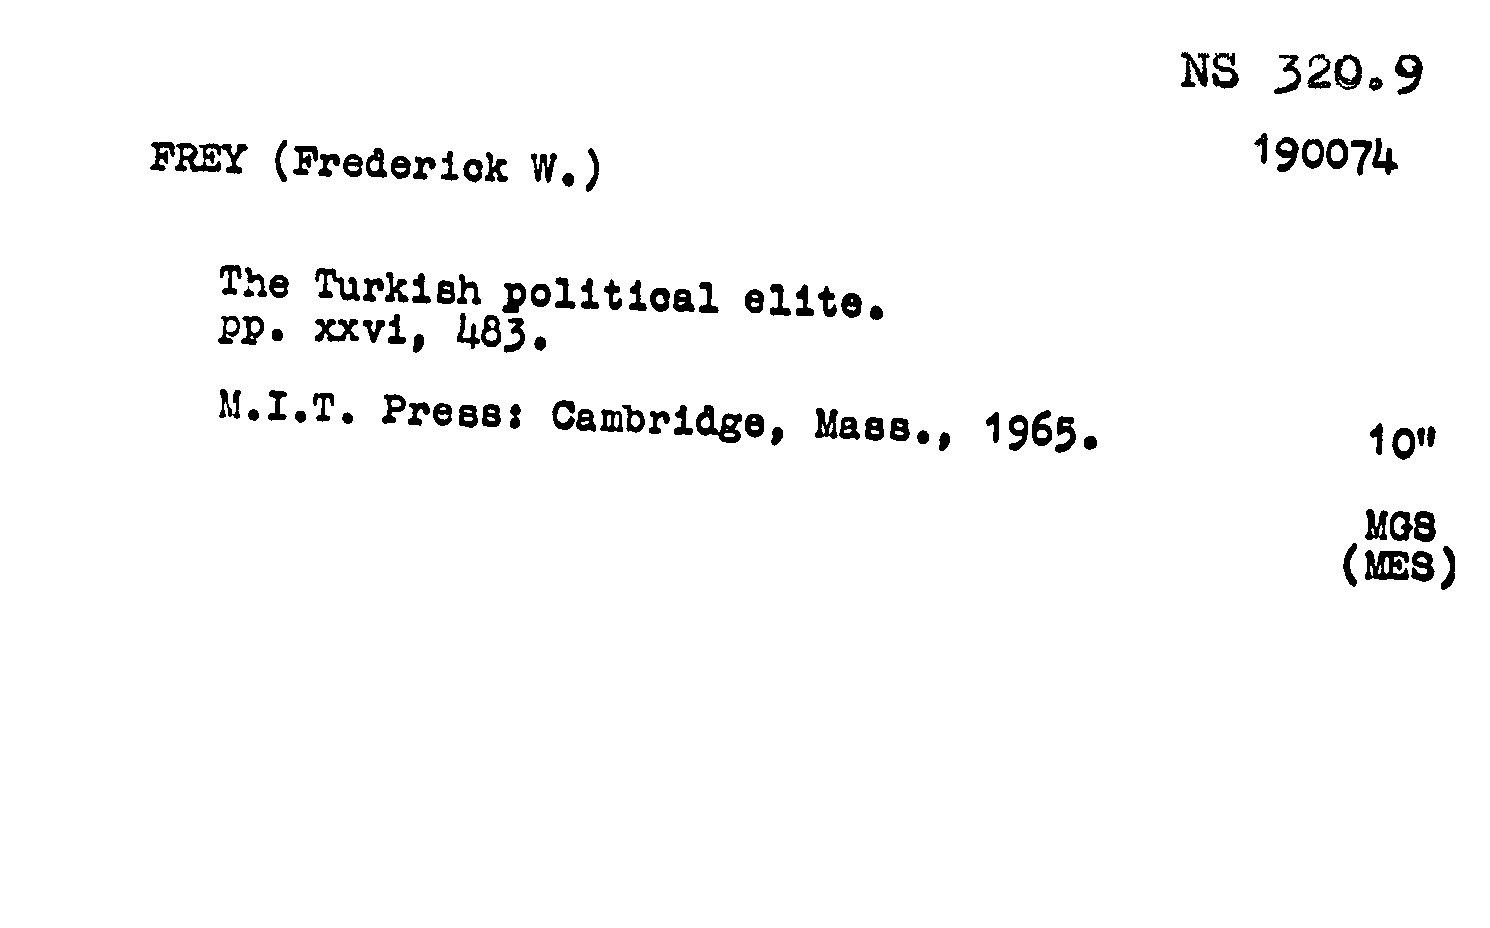 NS 320.9
FREY (Frederick W.)
190074
The Turkish political elite.
pp. xxvi, 483.
M.I.T. Press: Cambridge, Mass., 1965.
10"
MGS
(MES)